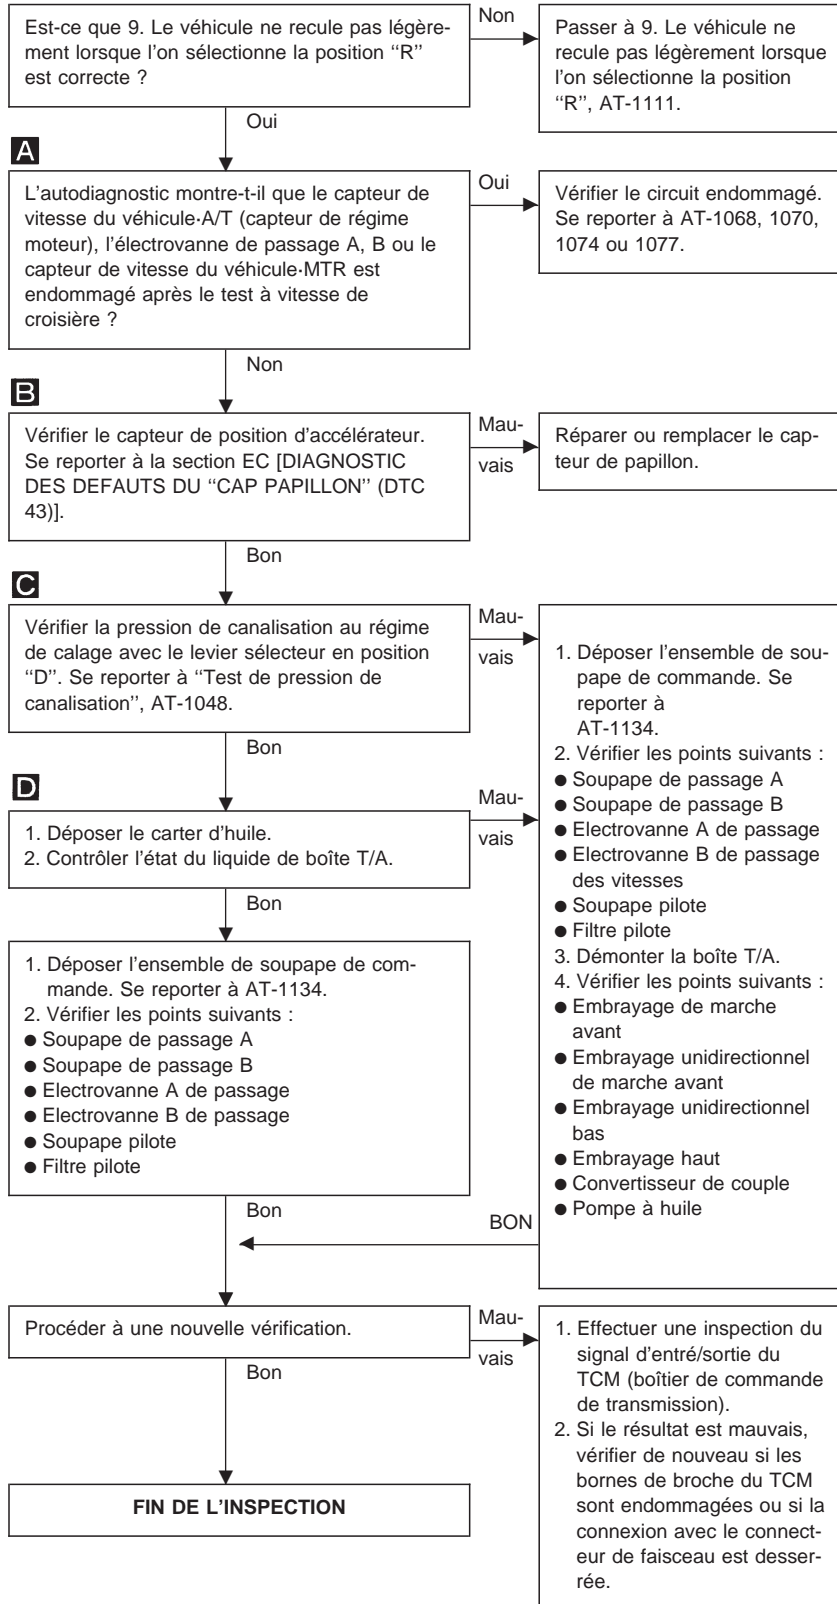 Est-ce que 9. Le véhicule ne recule pas légère-
ment lorsque l'on sélectionne la position ‘‘R’’
est correcte ?
Non
Passer à 9. Le véhicule ne
recule pas légèrement lorsque
l'on sélectionne la position
‘‘R’’, AT-1111.
Oui
A
L'autodiagnostic montre-t-il que le capteur de
vitesse du véhicule·A/T (capteur de régime
moteur), l'électrovanne de passage A, B ou le
capteur de vitesse du véhicule·MTR est
endommagé après le test à vitesse de
croisière ?
Oui
Vérifier le circuit endommagé.
Se reporter à AT-1068, 1070,
1074 ou 1077.
Non
B
Vérifier le capteur de position d'accélérateur.
Se reporter à la section EC [DIAGNOSTIC
DES DEFAUTS DU ‘‘CAP PAPILLON’’ (DTC
43)].
Mau-
vais
Réparer ou remplacer le cap-
teur de papillon.
Bon
C
Vérifier la pression de canalisation au régime
de calage avec le levier sélecteur en position
‘‘D’’. Se reporter à ‘‘Test de pression de
canalisation’’, AT-1048.
Mau-
vais
Bon
D
1. Déposer le carter d'huile.
2. Contrôler l'état du liquide de boîte T/A.
Mau-
vais
1. Déposer l'ensemble de sou-
pape de commande. Se
reporter à
AT-1134.
2. Vérifier les points suivants :
● Soupape de passage A
● Soupape de passage B
● Electrovanne A de passage
● Electrovanne B de passage
des vitesses
● Soupape pilote
● Filtre pilote
3. Démonter la boîte T/A.
4. Vérifier les points suivants :
● Embrayage de marche
avant
● Embrayage unidirectionnel
de marche avant
● Embrayage unidirectionnel
bas
● Embrayage haut
● Convertisseur de couple
● Pompe à huile
Bon
1. Déposer l'ensemble de soupape de com-
mande. Se reporter à AT-1134.
2. Vérifier les points suivants :
● Soupape de passage A
● Soupape de passage B
● Electrovanne A de passage
● Electrovanne B de passage
● Soupape pilote
● Filtre pilote
Bon
BON
Procéder à une nouvelle vérification.
Mau-
vais
1. Effectuer une inspection du
signal d'entré/sortie du
TCM (boîtier de commande
de transmission).
2. Si le résultat est mauvais,
vérifier de nouveau si les
bornes de broche du TCM
sont endommagées ou si la
connexion avec le connect-
eur de faisceau est desser-
rée.
Bon
FIN DE L'INSPECTION